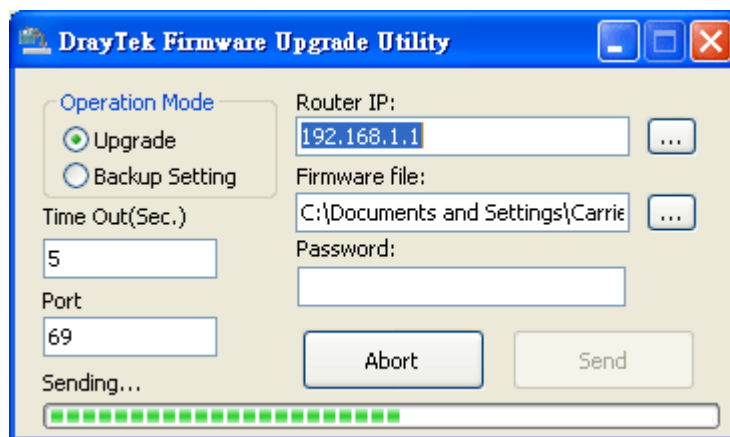 DrayTek Firmware Upgrade Utility
Operation Mode
Upgrade
Backup Setting
Time Out(Sec.)
5
Port
69
Router IP:
192.168.1.1
...
Firmware file:
C:\Documents and Settings\Carrie
...
Password:
Abort
Send
Sending...